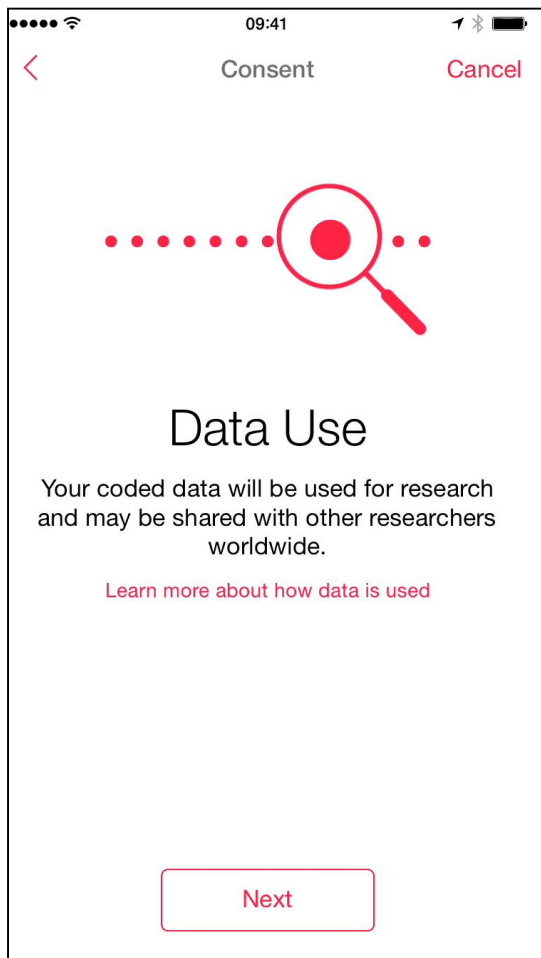 09:41
Consent
Cancel
Data Use
Your coded data will be used for research
and may be shared with other researchers
worldwide.
Learn more about how data is used
Next